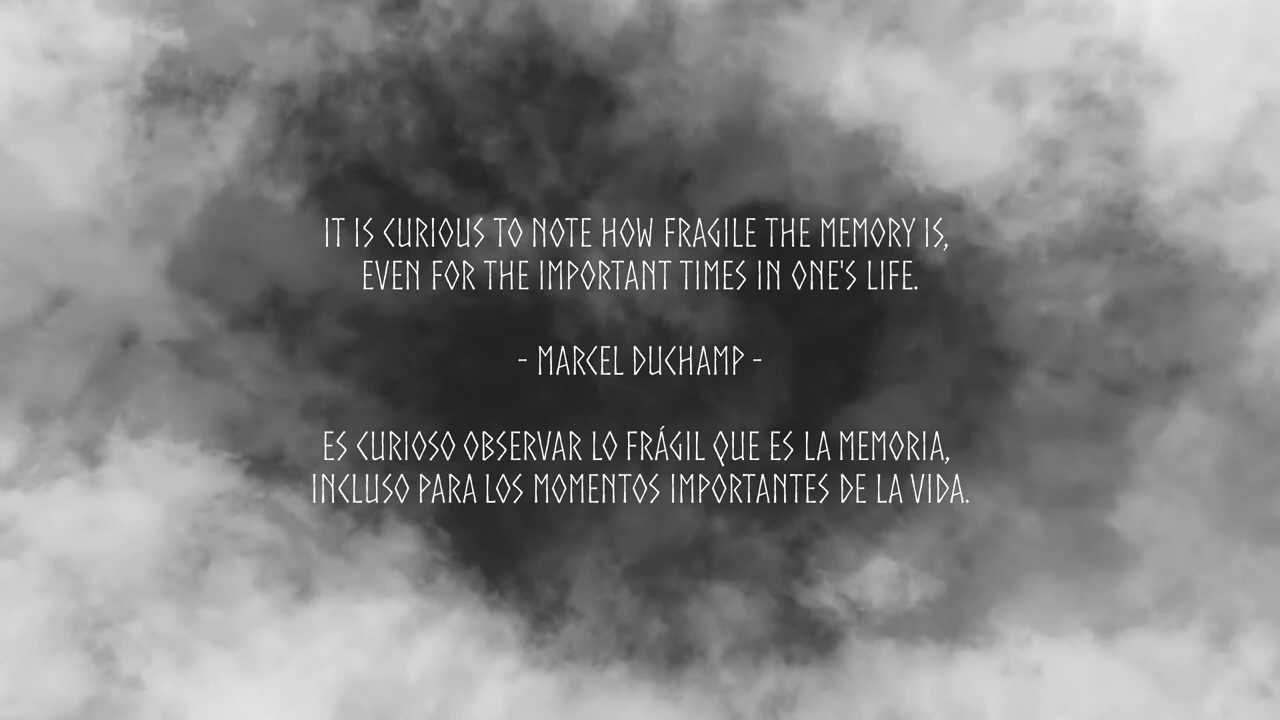 IT IS CURIOUS TO NOTE HOW FRAGILE THE MEMORY IS,
EVEN FOR THE IMPORTANT TIMES IN ONE'S LIFE.
- MARCEL DUCHAMP -
ES CURIOSO OBSERVAR LO FRÁGIL QUE ES LA MEMORIA,
INCLUSO PARA LOS MOMENTOS IMPORTANTES DE LA VIDA.